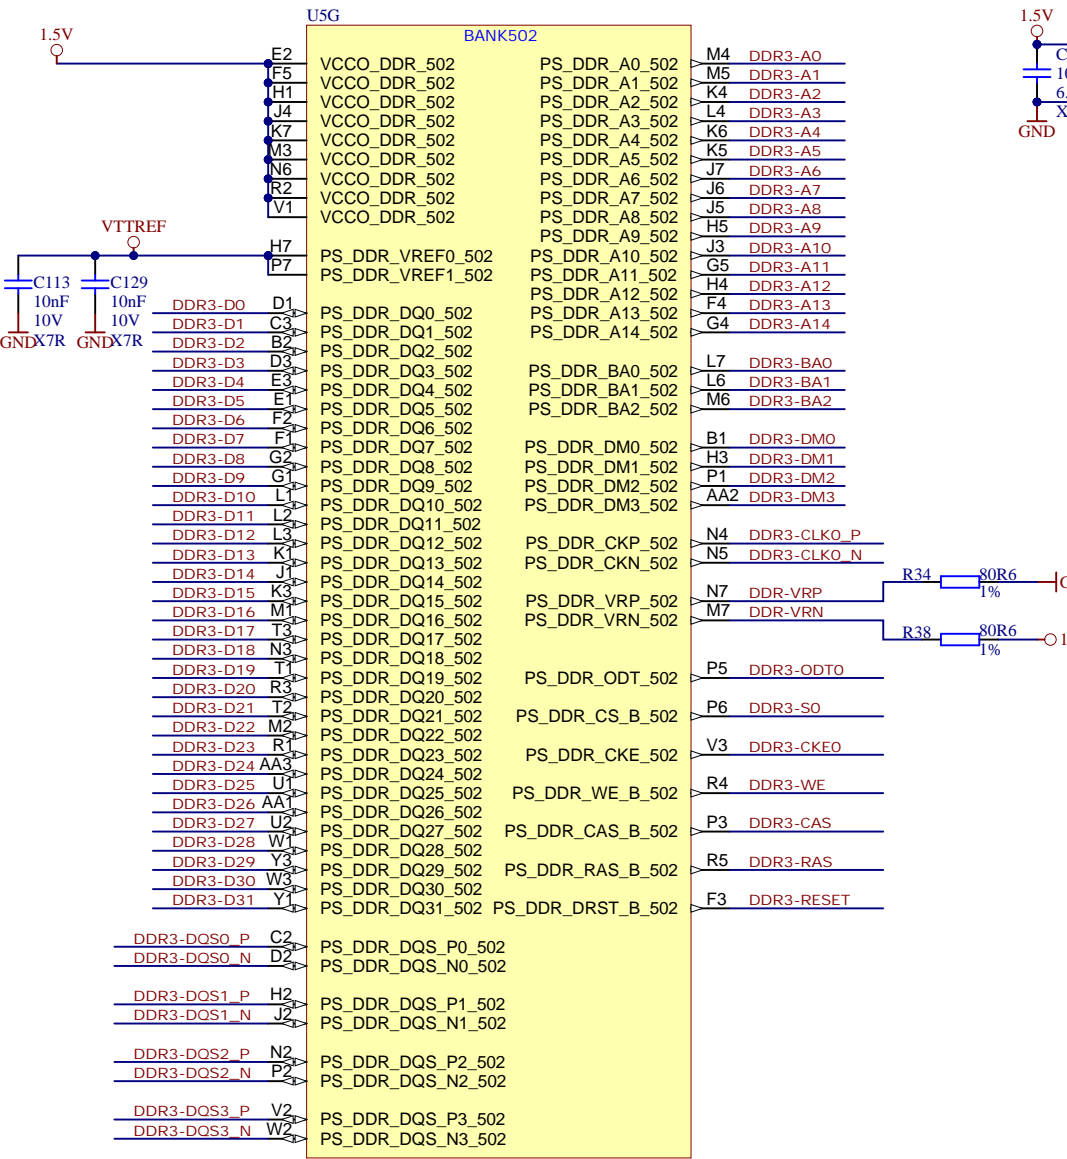 U5G
BANK502
1.5V
E2 VCCO_DDR_502
F5 VCCO_DDR_502
H1 VCCO_DDR_502
J4 VCCO_DDR_502
K7 VCCO_DDR_502
M3 VCCO_DDR_502
N6 VCCO_DDR_502
R2 VCCO_DDR_502
V1 VCCO_DDR_502
VTTREF
H7 PS_DDR_VREF0_502
P7 PS_DDR_VREF1_502
C113
10nF
10V
X7R
GND
C129
10nF
10V
X7R
GND
DDR3-D0 D1 PS_DDR_DQ0_502
DDR3-D1 C3 PS_DDR_DQ1_502
DDR3-D2 B2 PS_DDR_DQ2_502
DDR3-D3 D3 PS_DDR_DQ3_502
DDR3-D4 E3 PS_DDR_DQ4_502
DDR3-D5 E1 PS_DDR_DQ5_502
DDR3-D6 F2 PS_DDR_DQ6_502
DDR3-D7 F1 PS_DDR_DQ7_502
DDR3-D8 G2 PS_DDR_DQ8_502
DDR3-D9 G1 PS_DDR_DQ9_502
DDR3-D10 L1 PS_DDR_DQ10_502
DDR3-D11 L2 PS_DDR_DQ11_502
DDR3-D12 L3 PS_DDR_DQ12_502
DDR3-D13 K1 PS_DDR_DQ13_502
DDR3-D14 J1 PS_DDR_DQ14_502
DDR3-D15 K3 PS_DDR_DQ15_502
DDR3-D16 M1 PS_DDR_DQ16_502
DDR3-D17 T3 PS_DDR_DQ17_502
DDR3-D18 N3 PS_DDR_DQ18_502
DDR3-D19 T1 PS_DDR_DQ19_502
DDR3-D20 R3 PS_DDR_DQ20_502
DDR3-D21 T2 PS_DDR_DQ21_502
DDR3-D22 M2 PS_DDR_DQ22_502
DDR3-D23 R1 PS_DDR_DQ23_502
DDR3-D24 AA3 PS_DDR_DQ24_502
DDR3-D25 U1 PS_DDR_DQ25_502
DDR3-D26 AA1 PS_DDR_DQ26_502
DDR3-D27 U2 PS_DDR_DQ27_502
DDR3-D28 W1 PS_DDR_DQ28_502
DDR3-D29 Y3 PS_DDR_DQ29_502
DDR3-D30 W3 PS_DDR_DQ30_502
DDR3-D31 Y1 PS_DDR_DQ31_502
DDR3-DQS0_P C2 PS_DDR_DQS_P0_502
DDR3-DQS0_N D2 PS_DDR_DQS_N0_502
DDR3-DQS1_P H2 PS_DDR_DQS_P1_502
DDR3-DQS1_N J2 PS_DDR_DQS_N1_502
DDR3-DQS2_P N2 PS_DDR_DQS_P2_502
DDR3-DQS2_N P2 PS_DDR_DQS_N2_502
DDR3-DQS3_P V2 PS_DDR_DQS_P3_502
DDR3-DQS3_N W2 PS_DDR_DQS_N3_502
PS_DDR_A0_502 M4 DDR3-A0
PS_DDR_A1_502 M5 DDR3-A1
PS_DDR_A2_502 K4 DDR3-A2
PS_DDR_A3_502 L4 DDR3-A3
PS_DDR_A4_502 K6 DDR3-A4
PS_DDR_A5_502 K5 DDR3-A5
PS_DDR_A6_502 J7 DDR3-A6
PS_DDR_A7_502 J6 DDR3-A7
PS_DDR_A8_502 J5 DDR3-A8
PS_DDR_A9_502 H5 DDR3-A9
PS_DDR_A10_502 J3 DDR3-A10
PS_DDR_A11_502 G5 DDR3-A11
PS_DDR_A12_502 H4 DDR3-A12
PS_DDR_A13_502 F4 DDR3-A13
PS_DDR_A14_502 G4 DDR3-A14
PS_DDR_BA0_502 L7 DDR3-BA0
PS_DDR_BA1_502 L6 DDR3-BA1
PS_DDR_BA2_502 M6 DDR3-BA2
PS_DDR_DM0_502 B1 DDR3-DM0
PS_DDR_DM1_502 H3 DDR3-DM1
PS_DDR_DM2_502 P1 DDR3-DM2
PS_DDR_DM3_502 AA2 DDR3-DM3
PS_DDR_CKP_502 N4 DDR3-CLK0_P
PS_DDR_CKN_502 N5 DDR3-CLK0_N
PS_DDR_VRP_502 N7 DDR-VRP
PS_DDR_VRN_502 M7 DDR-VRN
R34 80R6
1%
R38 80R6
1%
PS_DDR_ODT_502 P5 DDR3-ODT0
PS_DDR_CS_B_502 P6 DDR3-S0
PS_DDR_CKE_502 V3 DDR3-CKE0
PS_DDR_WE_B_502 R4 DDR3-WE
PS_DDR_CAS_B_502 P3 DDR3-CAS
PS_DDR_RAS_B_502 R5 DDR3-RAS
PS_DDR_DRST_B_502 F3 DDR3-RESET
1.5V
GND